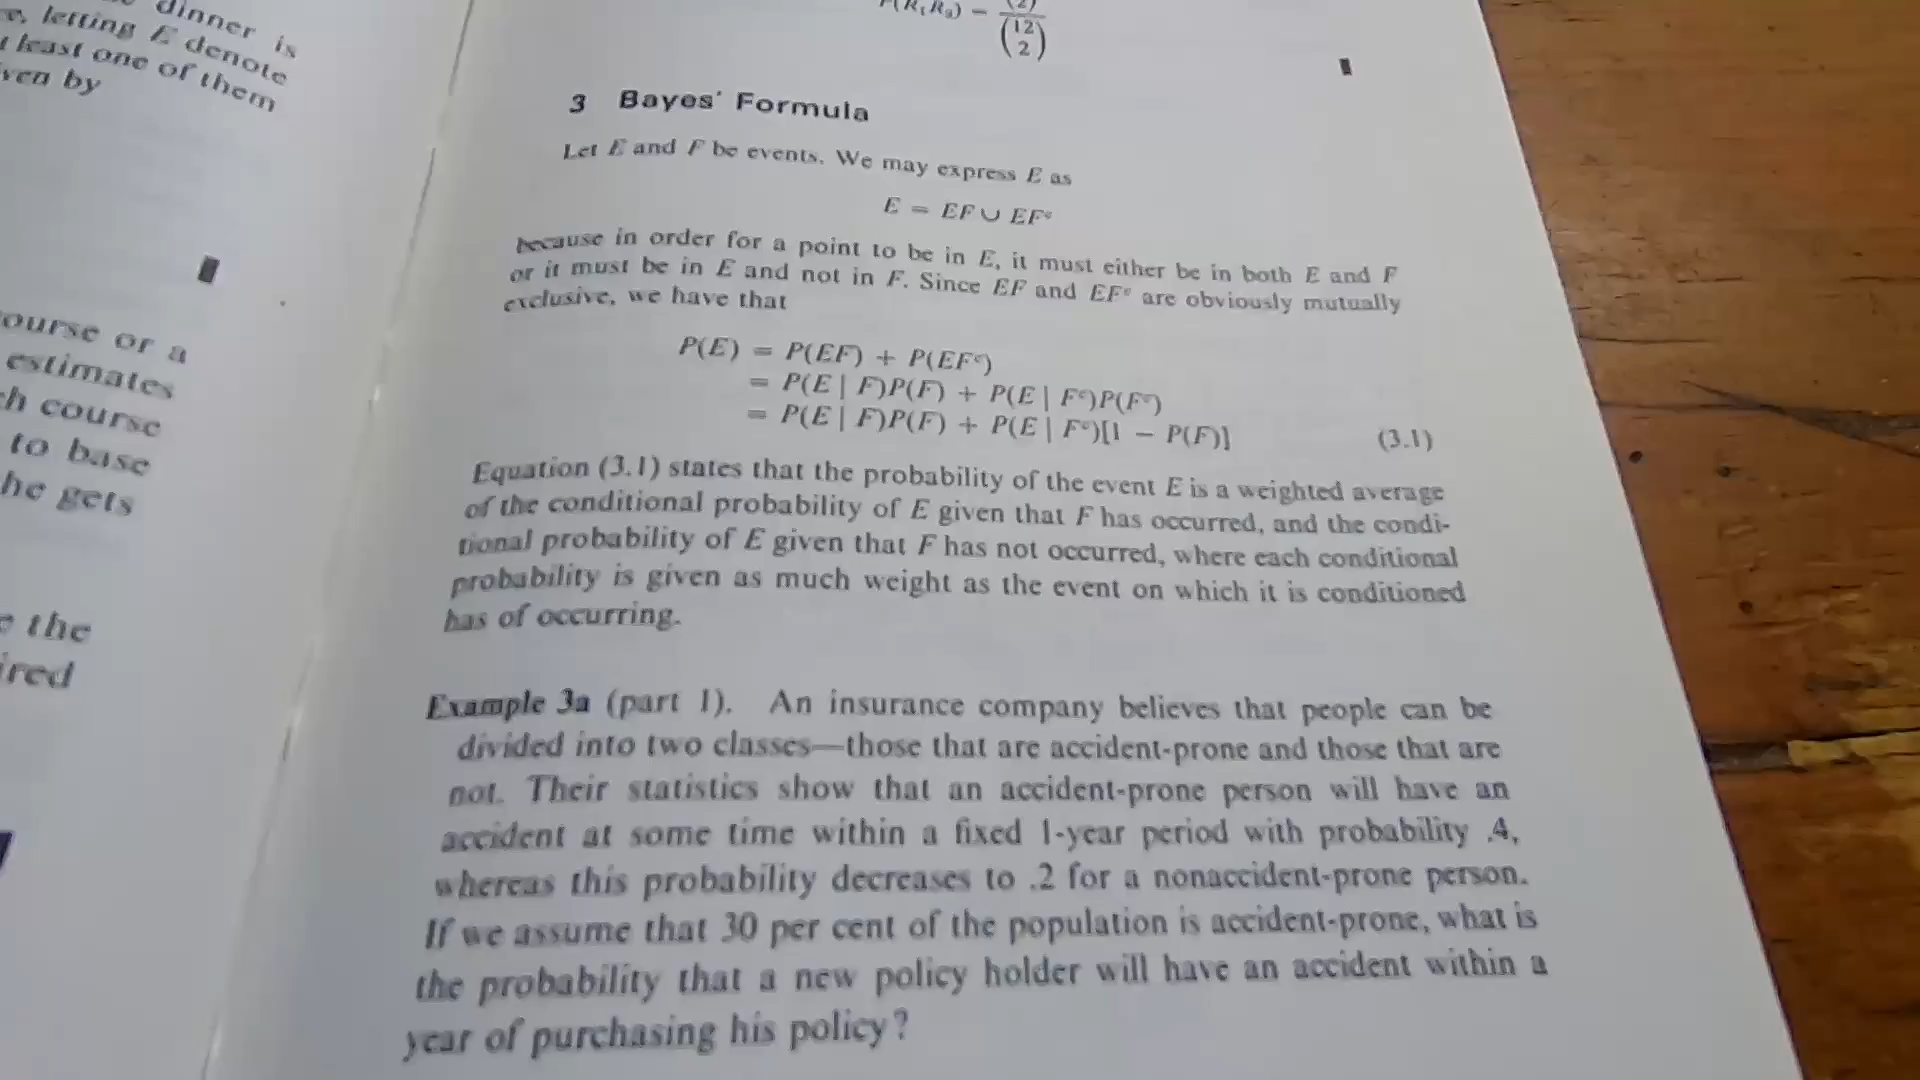 dinner is
letting E denote
least one of them
ven by
ourse or a
estimates
h course
to base
he gets
e the
ired
P(R₁R₂) = (2)
(12 2)
3 Bayes' Formula
Let E and F be events. We may express E as
E = EF ∪ EFᶜ
because in order for a point to be in E, it must either be in both E and F
or it must be in E and not in F. Since EF and EFᶜ are obviously mutually
exclusive, we have that
P(E) = P(EF) + P(EFᶜ)
= P(E | F)P(F) + P(E | Fᶜ)P(Fᶜ)
= P(E | F)P(F) + P(E | Fᶜ)[1 − P(F)] (3.1)
Equation (3.1) states that the probability of the event E is a weighted average
of the conditional probability of E given that F has occurred, and the condi-
tional probability of E given that F has not occurred, where each conditional
probability is given as much weight as the event on which it is conditioned
has of occurring.
Example 3a (part 1). An insurance company believes that people can be
divided into two classes—those that are accident-prone and those that are
not. Their statistics show that an accident-prone person will have an
accident at some time within a fixed 1-year period with probability .4,
whereas this probability decreases to .2 for a nonaccident-prone person.
If we assume that 30 per cent of the population is accident-prone, what is
the probability that a new policy holder will have an accident within a
year of purchasing his policy?